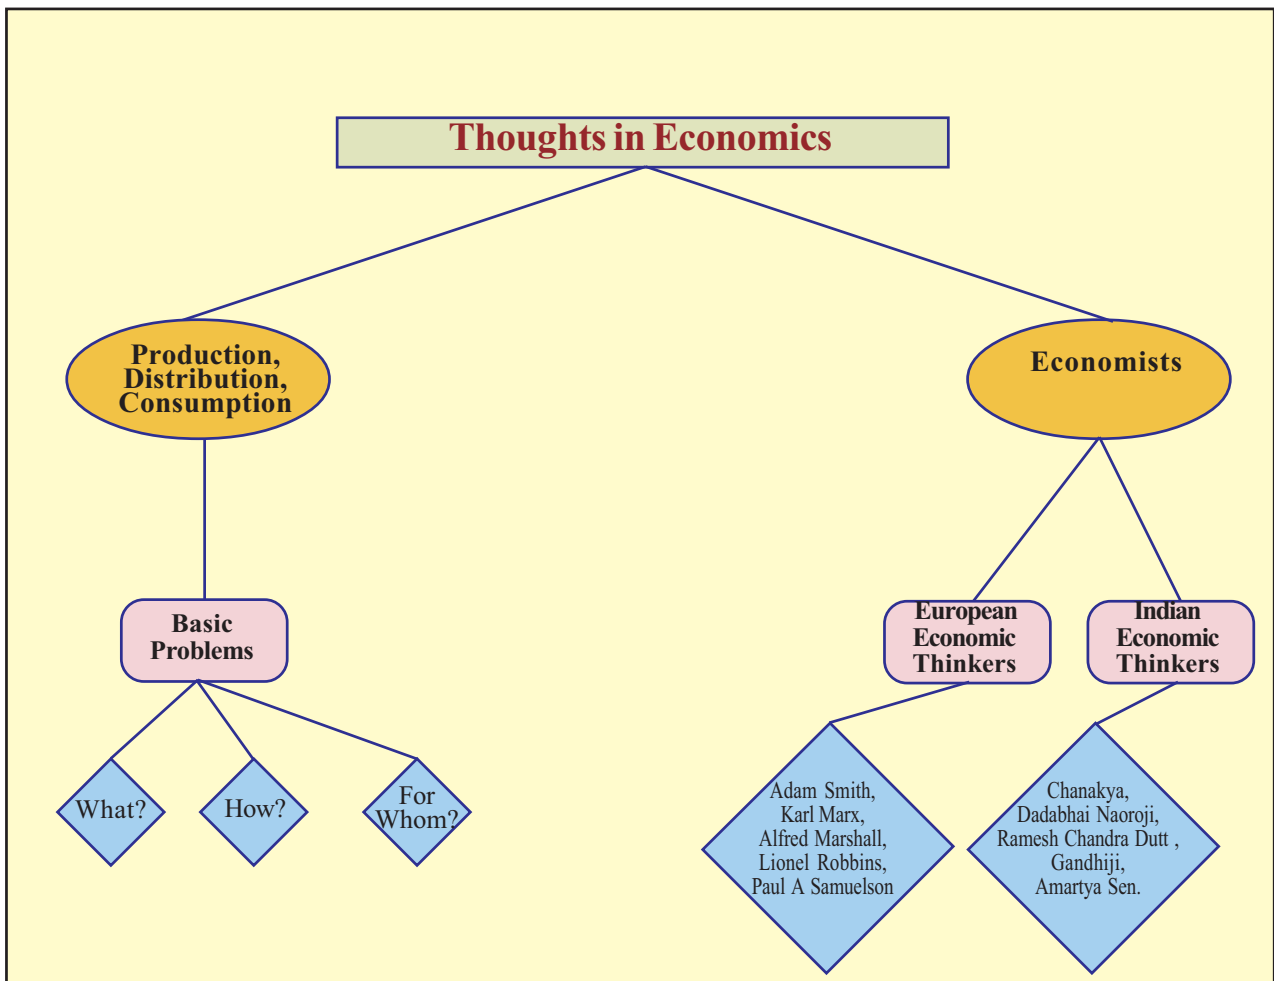 Thoughts in Economics
Production,
Distribution,
Consumption
Economists
Basic
Problems
European
Economic
Thinkers
Indian
Economic
Thinkers
What?
How?
For
Whom?
Adam Smith,
Karl Marx,
Alfred Marshall,
Lionel Robbins,
Paul A Samuelson
Chanakya,
Dadabhai Naoroji,
Ramesh Chandra Dutt ,
Gandhiji,
Amartya Sen.